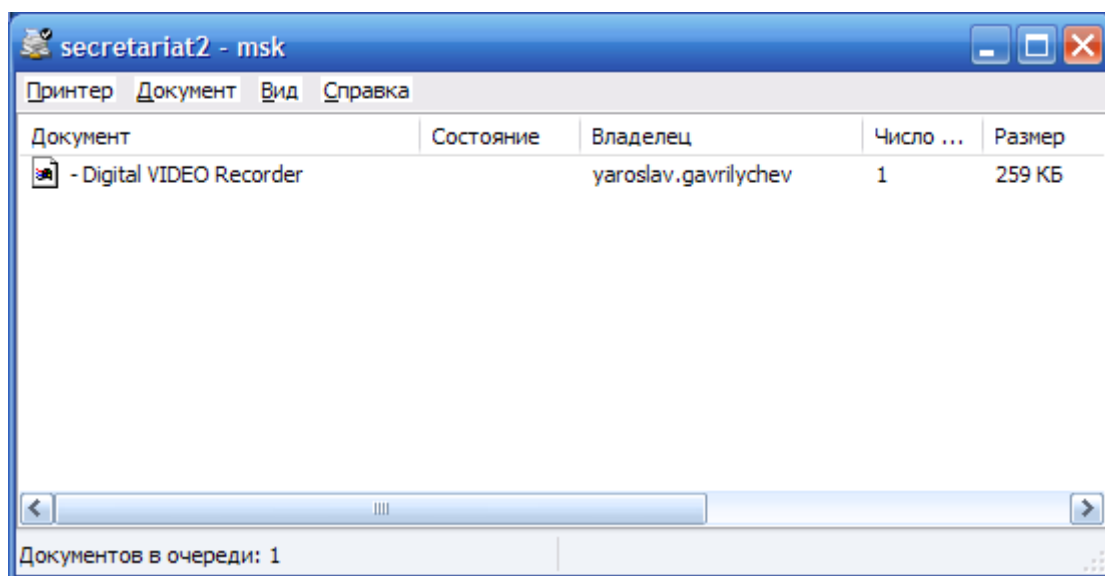 secretariat2 - msk
Принтер Документ Вид Справка
Документ Состояние Владелец Число ... Размер
- Digital VIDEO Recorder yaroslav.gavrilychev 1 259 КБ
Документов в очереди: 1